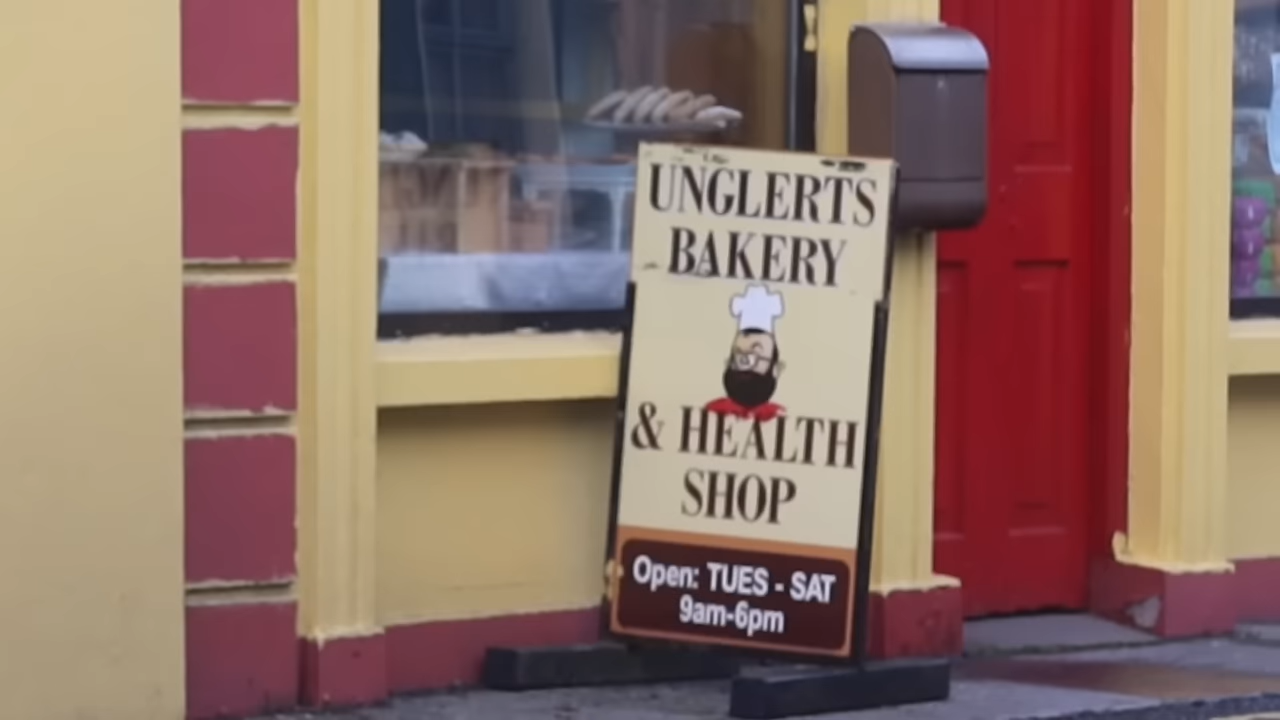 UNGLERTS
BAKERY
& HEALTH
SHOP
Open: TUES - SAT
9am-6pm